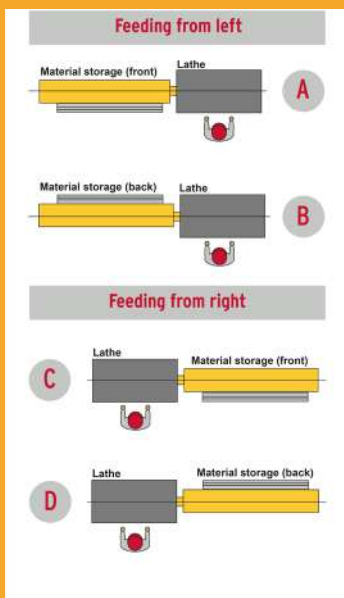 Feeding from left
Material storage (front)
Lathe
A
Material storage (back)
Lathe
B
Feeding from right
Lathe
Material storage (front)
C
Lathe
Material storage (back)
D